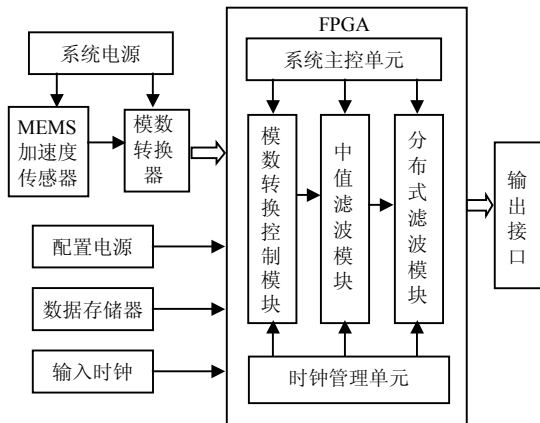 FPGA
系统电源
系统主控单元
MEMS
加速度
传感器
模数
转换
器
模数转换控制模块
中值滤波模块
分布式滤波模块
输出接口
配置电源
数据存储器
输入时钟
时钟管理单元